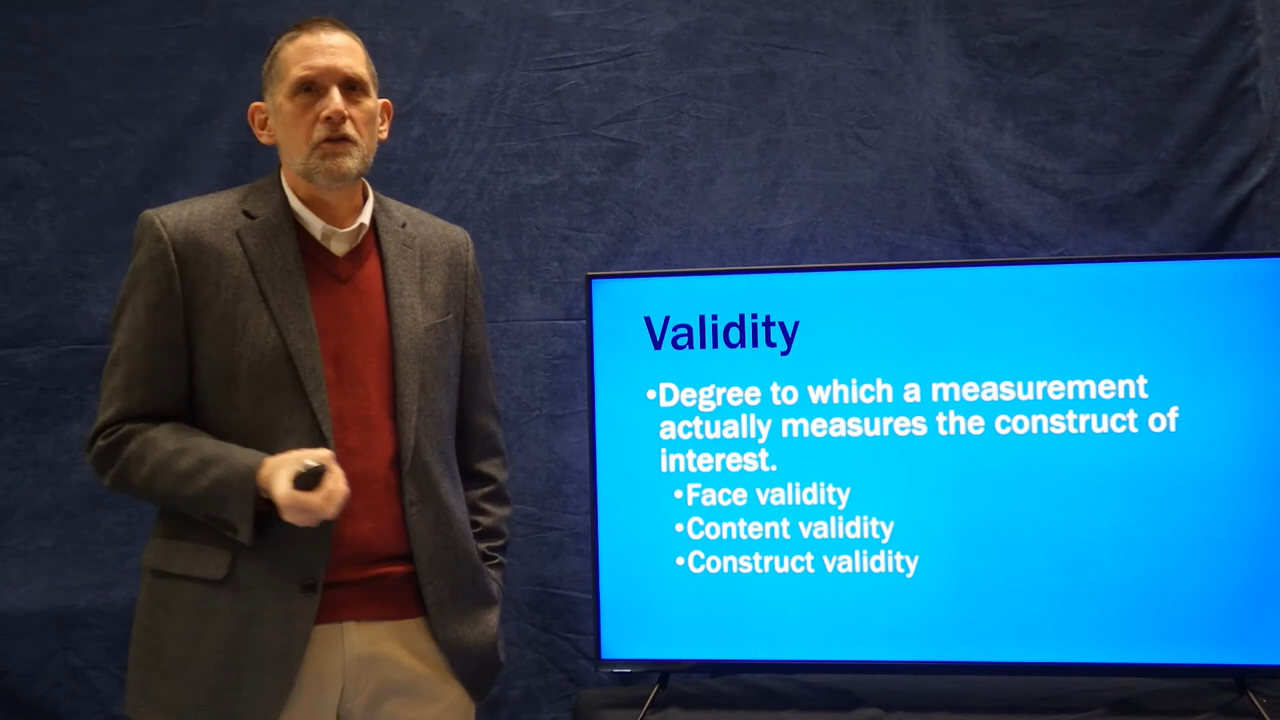 Validity
•Degree to which a measurement
actually measures the construct of
interest.
•Face validity
•Content validity
•Construct validity